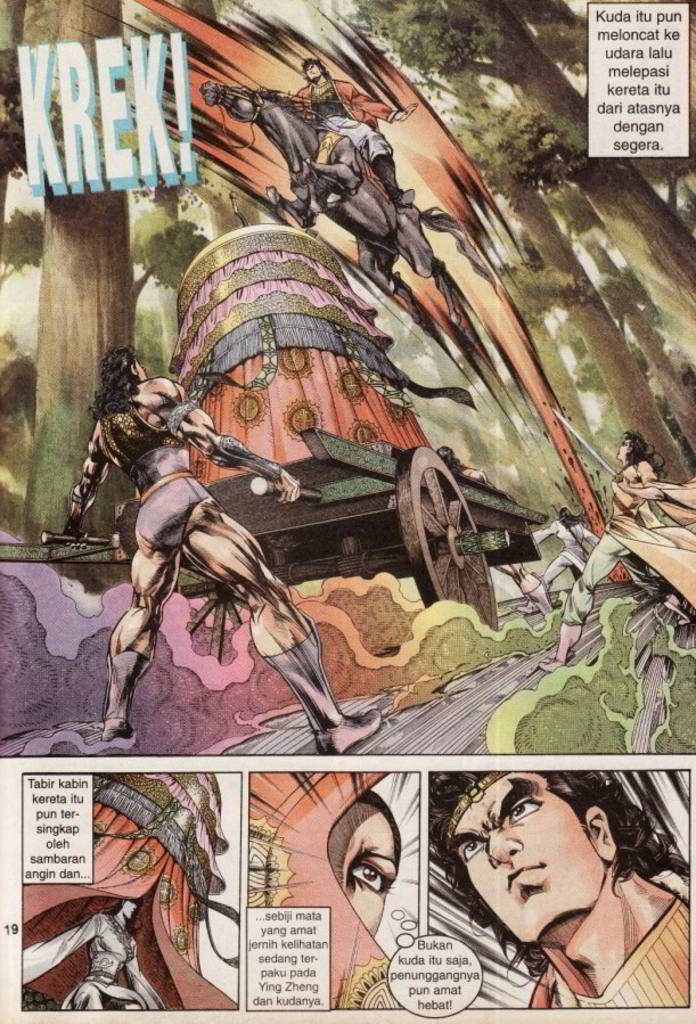 KREK!
Kuda itu pun
meloncat ke
udara lalu
melepasi
kereta itu
dari atasnya
dengan
segera.
Tabir kabin
kereta itu
pun ter-
singkap
oleh
sambaran
angin dan...
...sebiji mata
yang amat
jernih kelihatan
sedang ter-
paku pada
Ying Zheng
dan kudanya.
Bukan
kuda itu saja,
penunggangnya
pun amat
hebat!
19